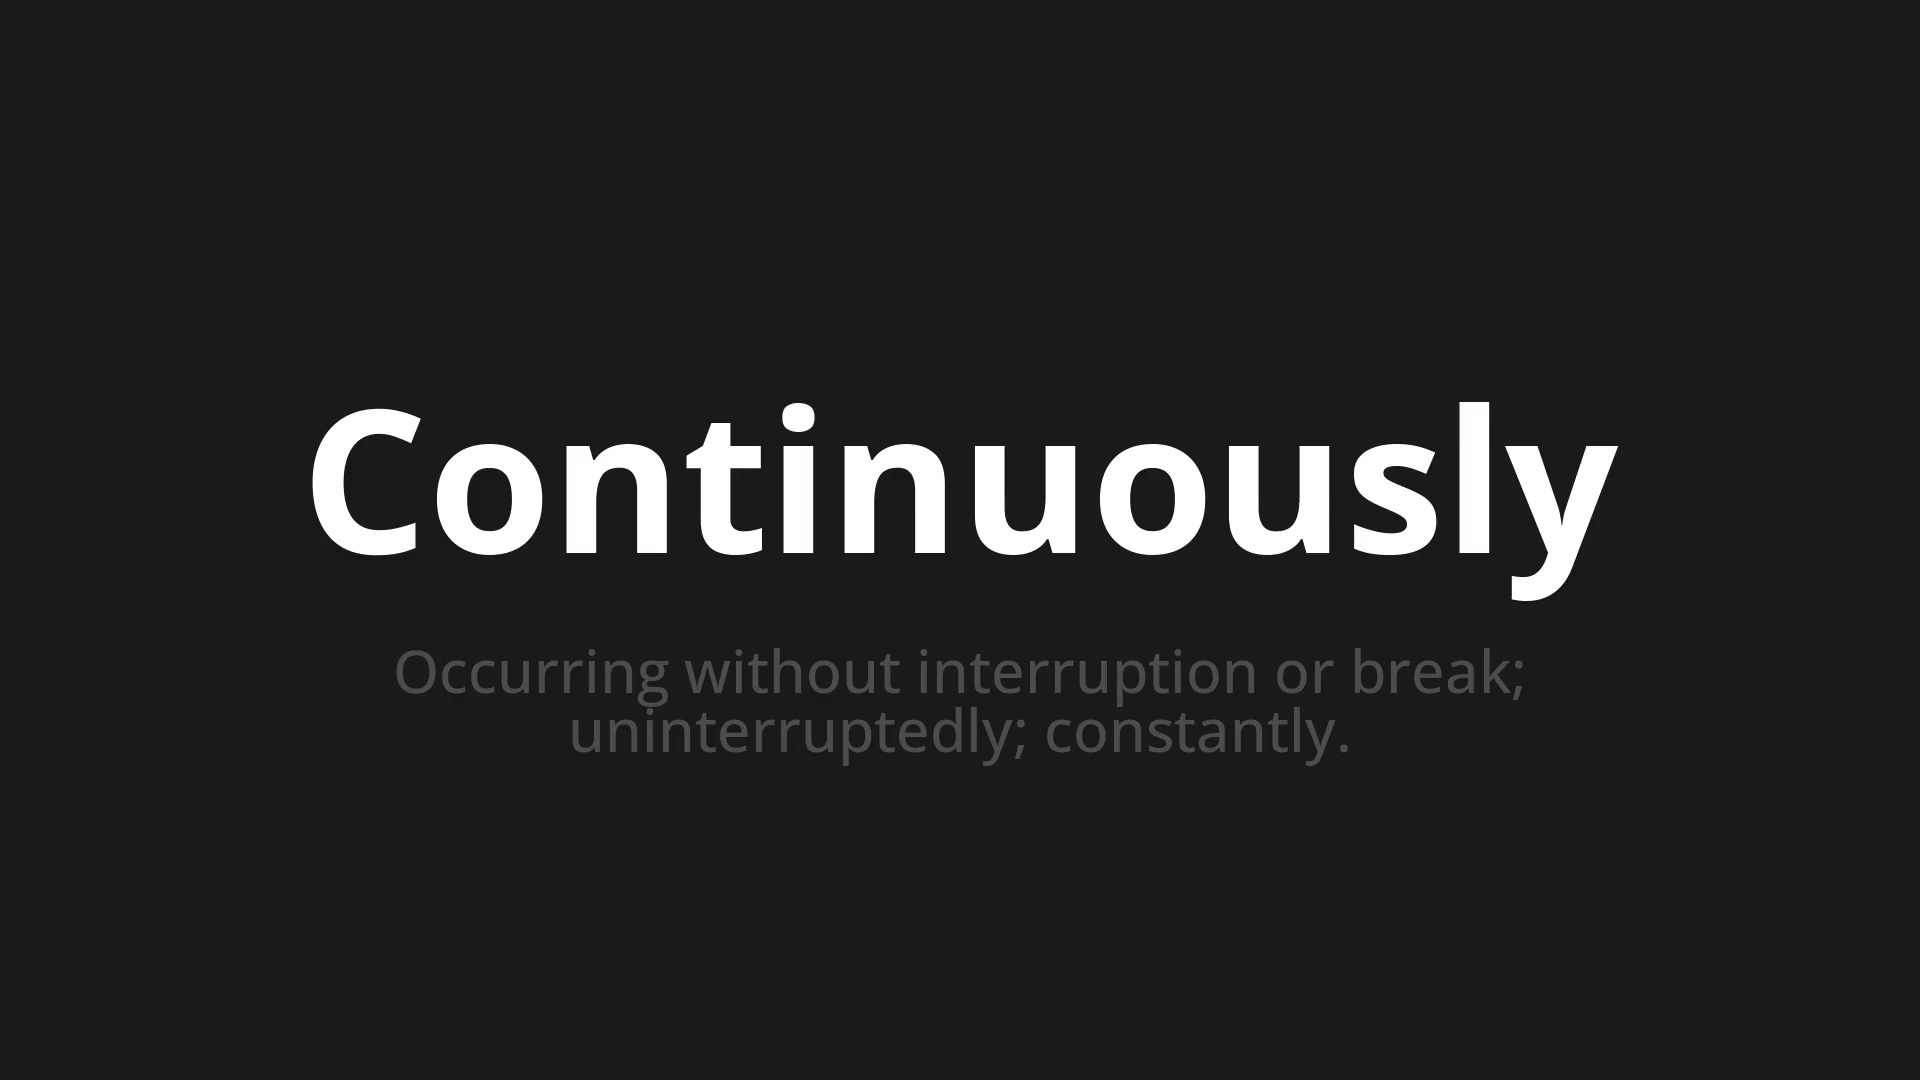 Continuously
Occurring without interruption or break;
uninterruptedly; constantly.